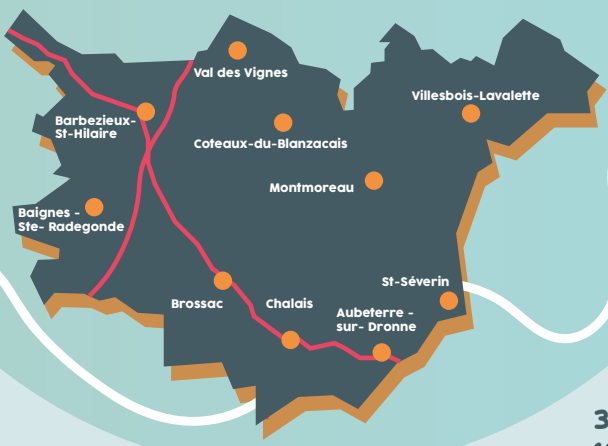 Val des Vignes
Villesbois-Lavalette
Barbezieux-
St-Hilaire
Coteaux-du-Blanzacais
Montmoreau
Baignes -
Ste- Radegonde
St-Séverin
Brossac
Chalais
Aubeterre -
sur- Dronne
3